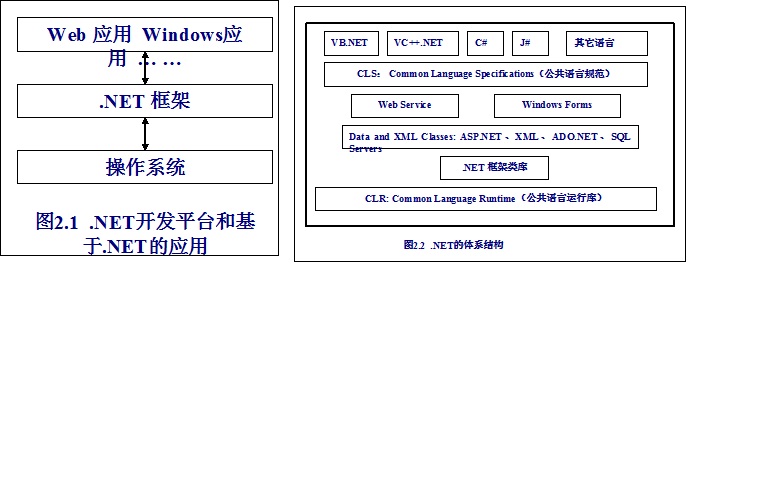 Web 应用 Windows应
用 … …
.NET 框架
操作系统
图2.1 .NET开发平台和基
于.NET的应用
VB.NET
VC++.NET
C#
J#
其它语言
CLS: Common Language Specifications（公共语言规范）
Web Service
Windows Forms
Data and XML Classes: ASP.NET、XML、ADO.NET、SQL
Servers
.NET 框架类库
CLR: Common Language Runtime（公共语言运行库）
图2.2 .NET的体系结构